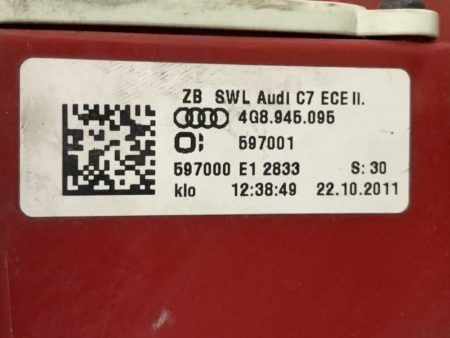 ZB SWL Audi C7 ECE II.
4G8.945.095
597001
597000 E1 2833 S: 30
klo 12:38:49 22.10.2011